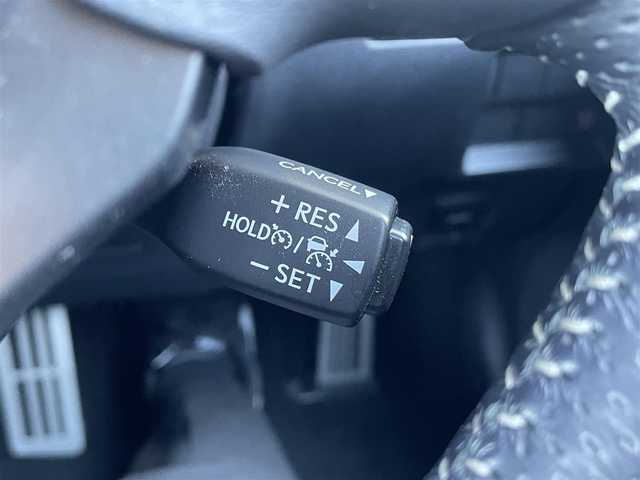 CANCEL
+ RES
HOLD /
- SET